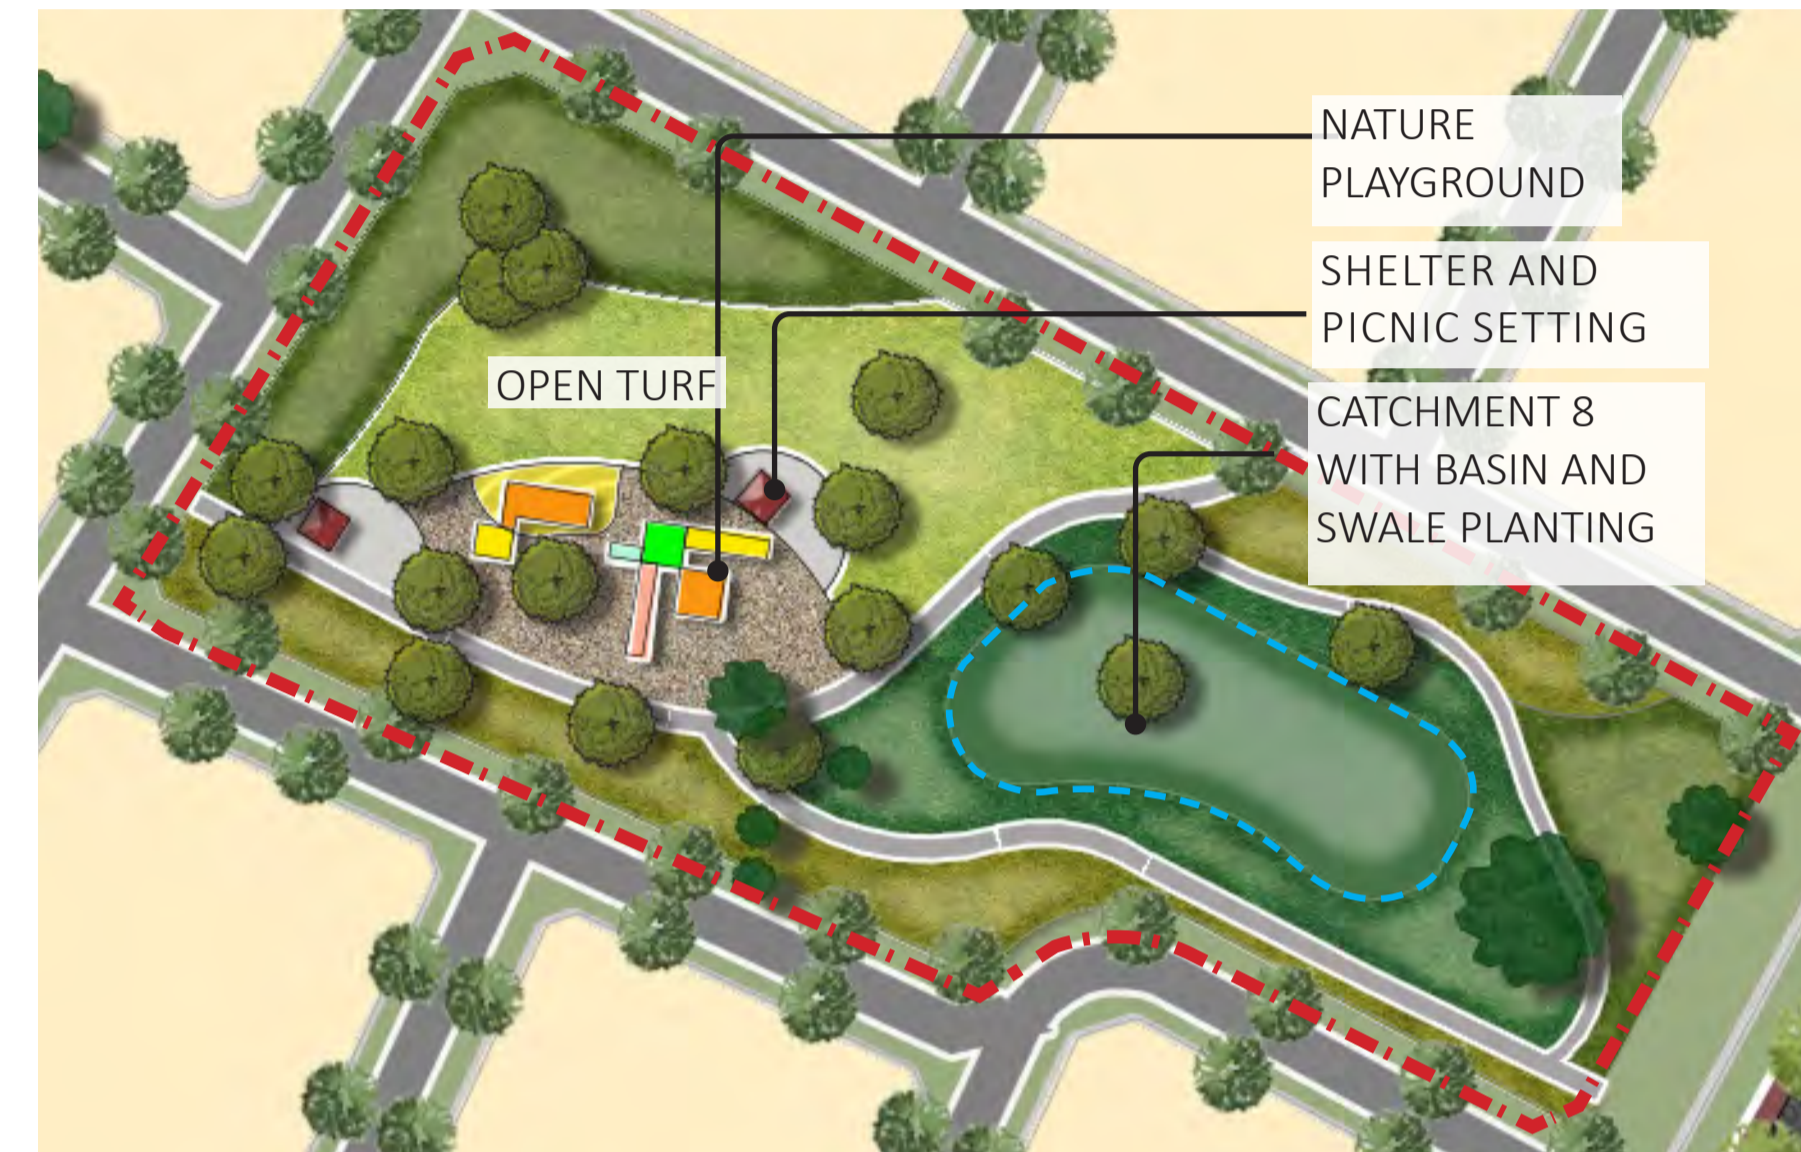 NATURE
PLAYGROUND
SHELTER AND
PICNIC SETTING
OPEN TURF
CATCHMENT 8
WITH BASIN AND
SWALE PLANTING